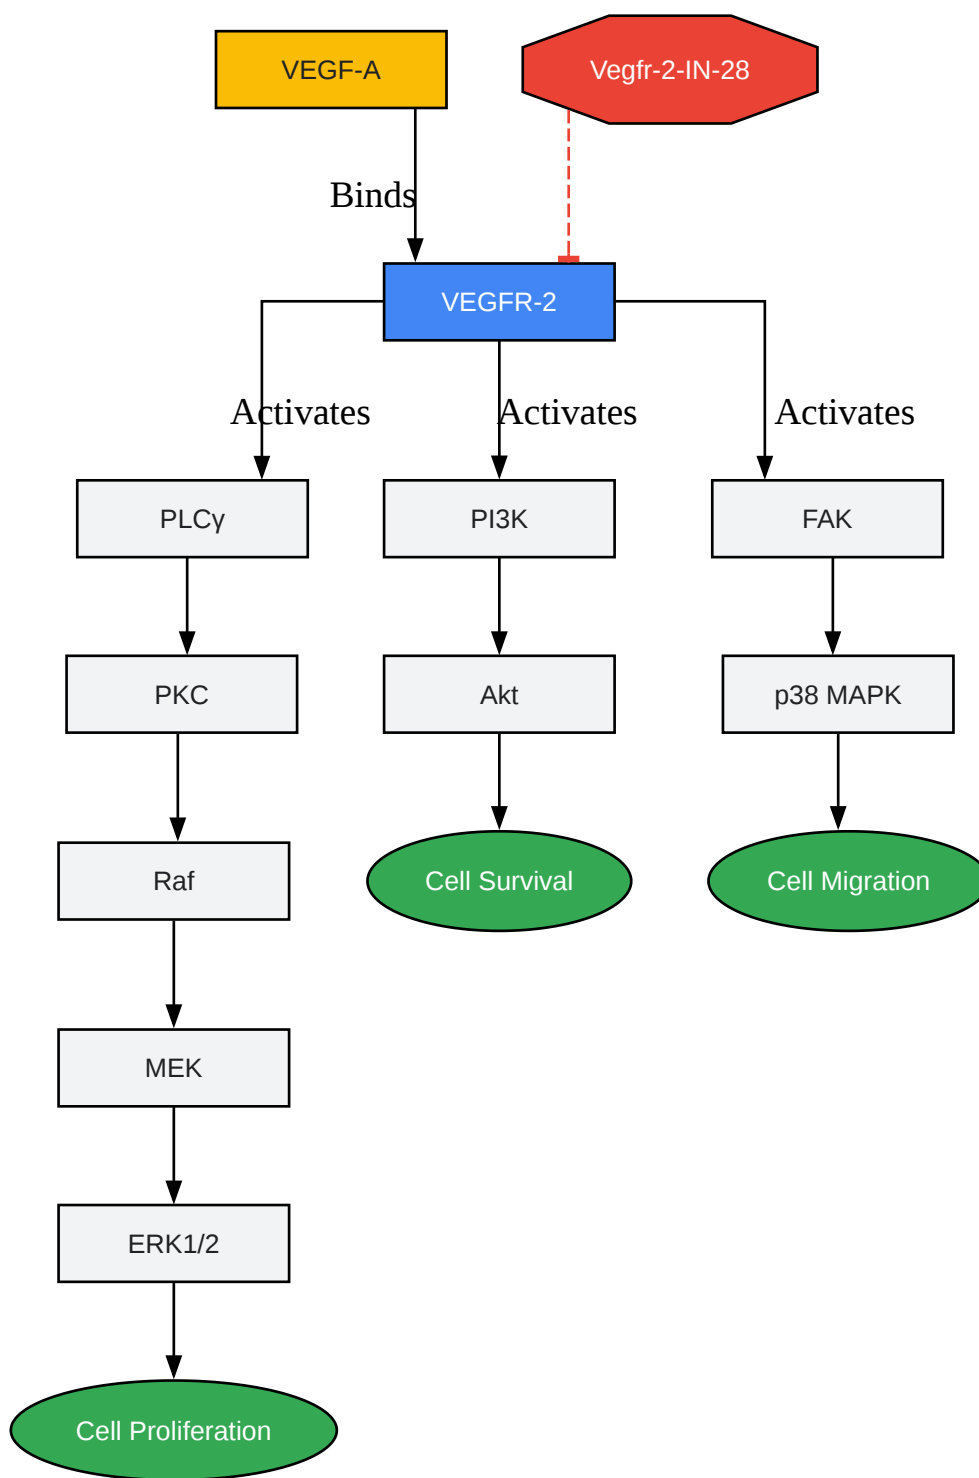 VEGF-A
Vegfr-2-IN-28
Binds
VEGFR-2
Activates
Activates
Activates
PLCγ
PI3K
FAK
PKC
Akt
p38 MAPK
Raf
Cell Survival
Cell Migration
MEK
ERK1/2
Cell Proliferation